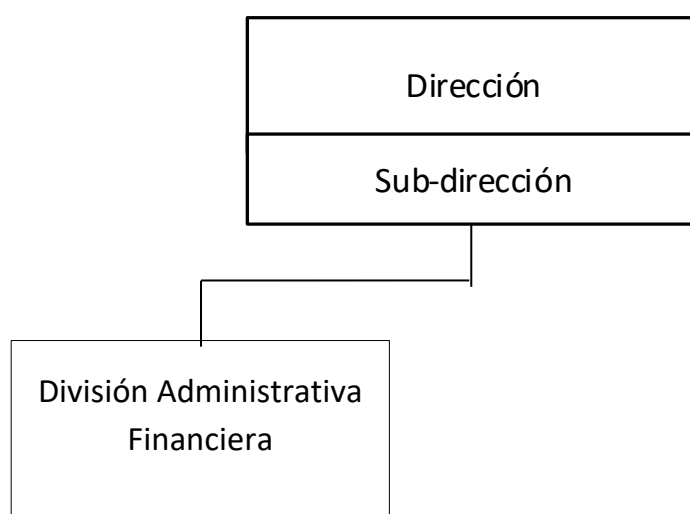 Dirección
Sub-dirección
División Administrativa
Financiera